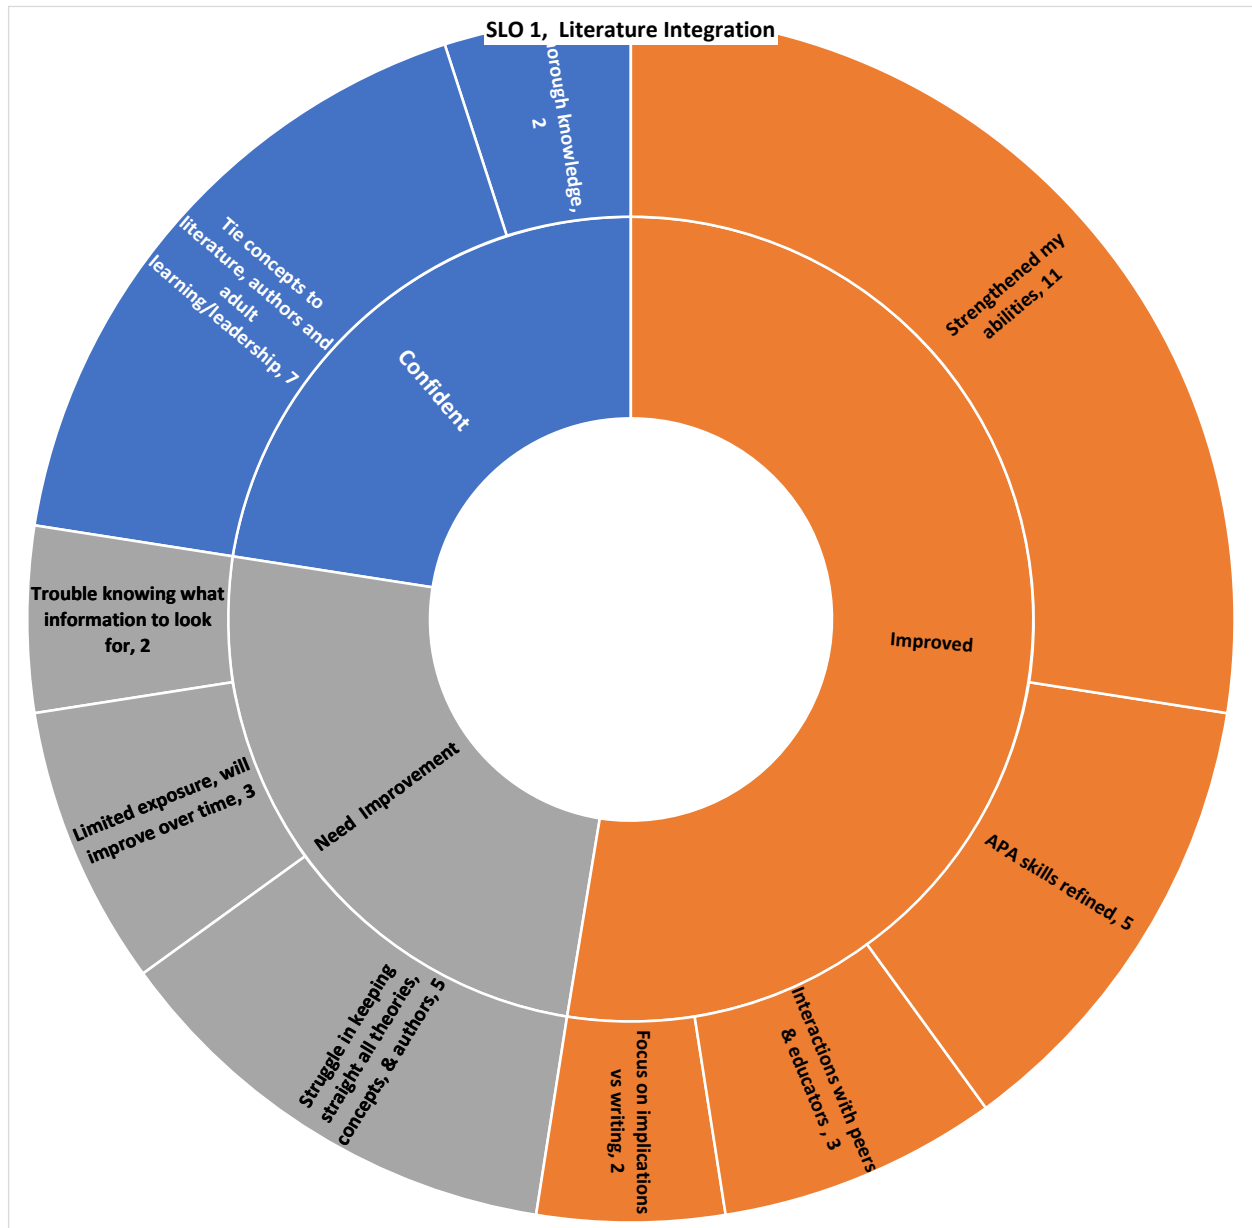 SLO 1,  Literature Integration
horough knowledge,
2
Tie concepts to
literature, authors and
adult
learning/leadership, 7
Confident
Strengthened my
abilities, 11
Improved
Trouble knowing what
information to look
for, 2
Limited exposure, will
improve over time, 3
Need  Improvement
APA skills refined, 5
Struggle in keeping
straight all theories,
concepts, & authors, 5
Focus on implications
vs writing, 2
Interactions with peers
& educators , 3